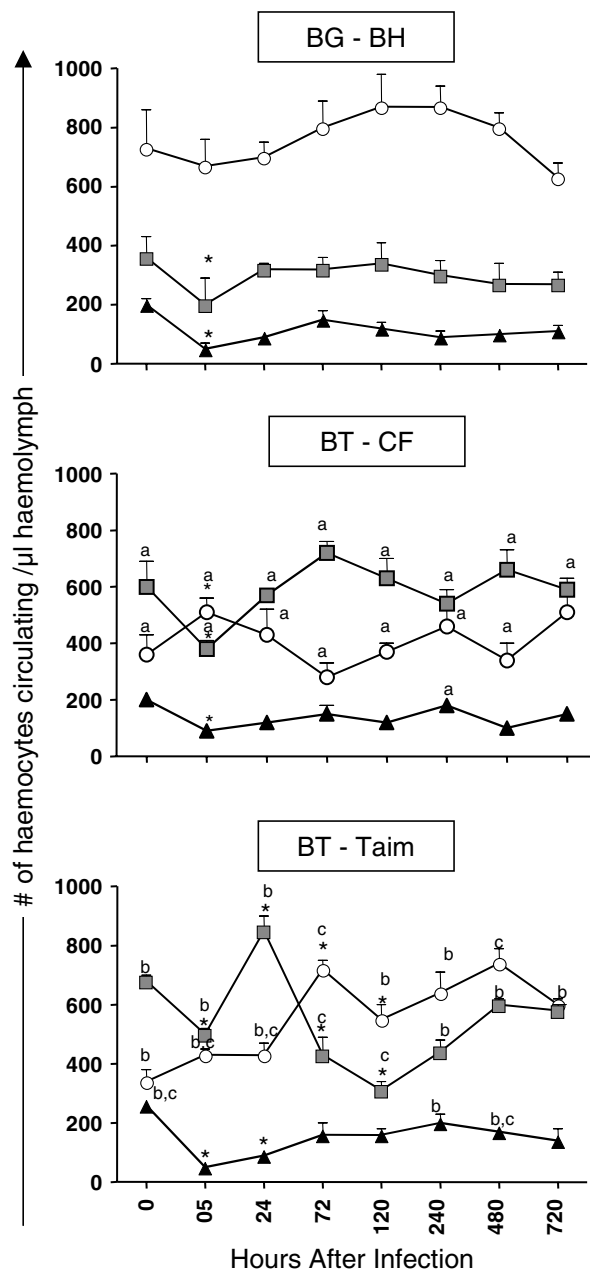 BG - BH
# of haemocytes circulating /µl haemolymph
1000
800
600
400
200
0
*
*
BT - CF
1000
800
600
400
200
0
a
a
a
a
a
a
a
a
*
a
a
a
*
a
a
a
a
a
*
BT - Taim
1000
800
600
400
200
0
b
*
c
*
c
b
b
b
b
b
b
*
*
c
*
b,c
b,c
b
b
c
*
b,c
b
b,c
*
*
0
05
24
72
120
240
480
720
Hours After Infection